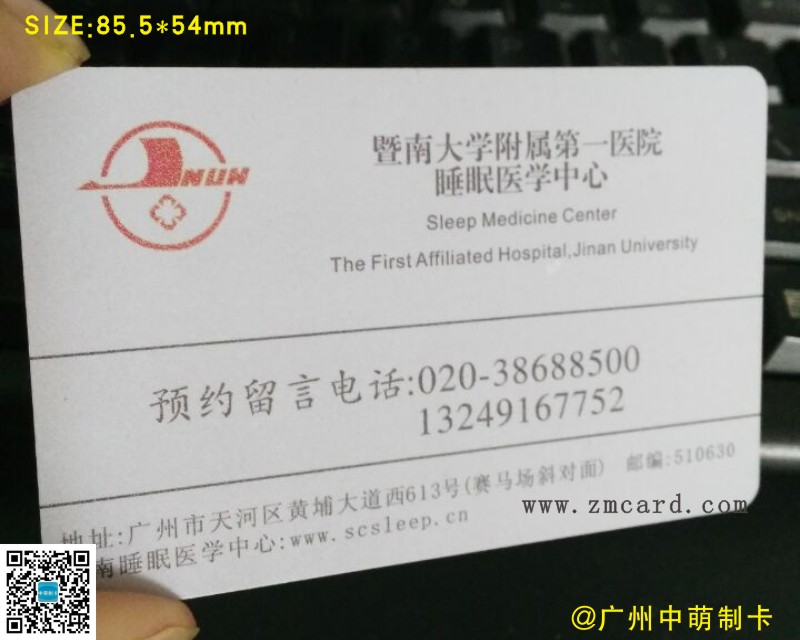 SIZE:85.5*54mm
JNUH
暨南大学附属第一医院
睡眠医学中心
Sleep Medicine Center
The First Affiliated Hospital,Jinan University
预约留言电话:020-38688500
13249167752
地址:广州市天河区黄埔大道西613号(赛马场斜对面) 邮编:510630
南睡眠医学中心:www.scsleep.cn
www.zmcard.com
@广州中萌制卡